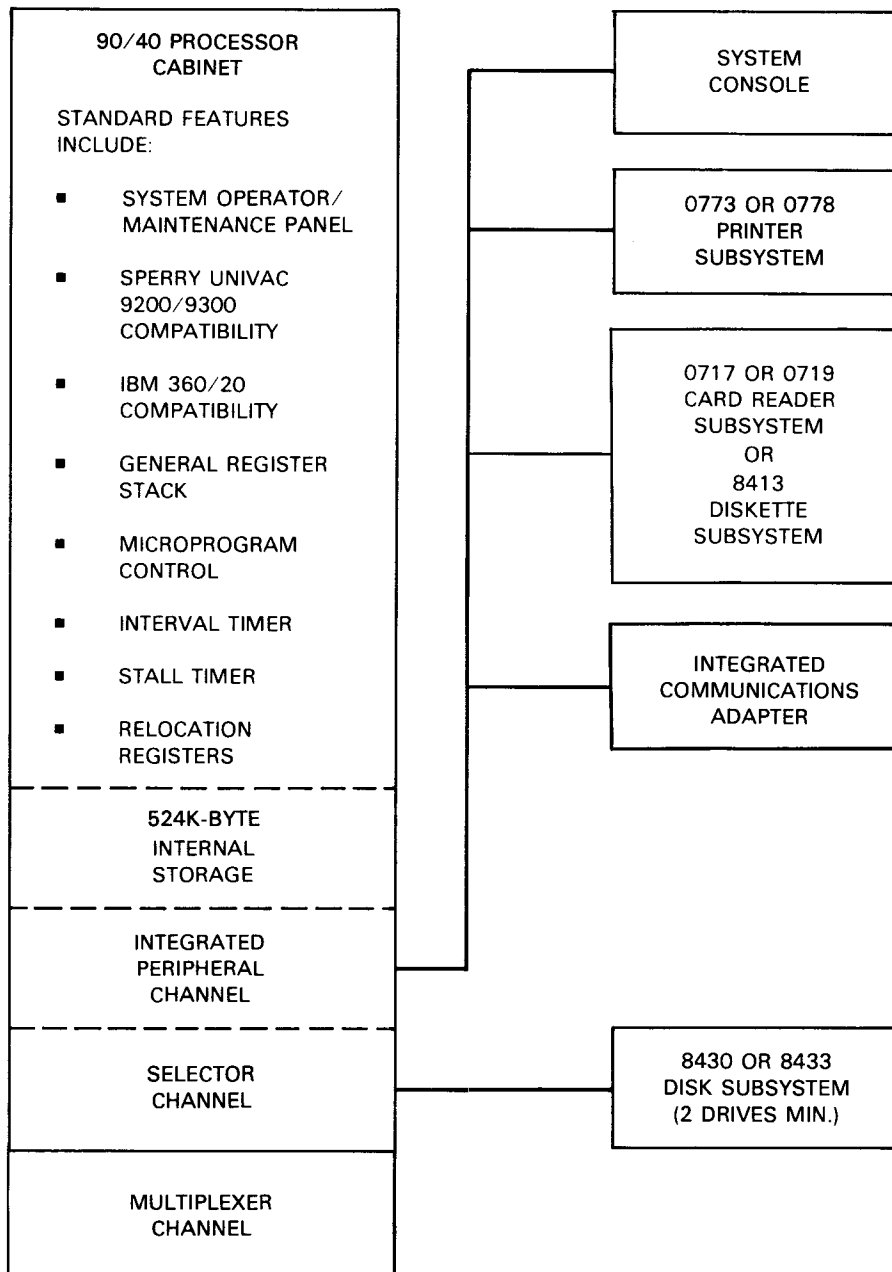 90/40 PROCESSOR
CABINET
STANDARD FEATURES
INCLUDE:
■ SYSTEM OPERATOR/
MAINTENANCE PANEL
■ SPERRY UNIVAC
9200/9300
COMPATIBILITY
■ IBM 360/20
COMPATIBILITY
■ GENERAL REGISTER
STACK
■ MICROPROGRAM
CONTROL
■ INTERVAL TIMER
■ STALL TIMER
■ RELOCATION
REGISTERS
524K-BYTE
INTERNAL
STORAGE
INTEGRATED
PERIPHERAL
CHANNEL
SELECTOR
CHANNEL
MULTIPLEXER
CHANNEL
SYSTEM
CONSOLE
0773 OR 0778
PRINTER
SUBSYSTEM
0717 OR 0719
CARD READER
SUBSYSTEM
OR
8413
DISKETTE
SUBSYSTEM
INTEGRATED
COMMUNICATIONS
ADAPTER
8430 OR 8433
DISK SUBSYSTEM
(2 DRIVES MIN.)